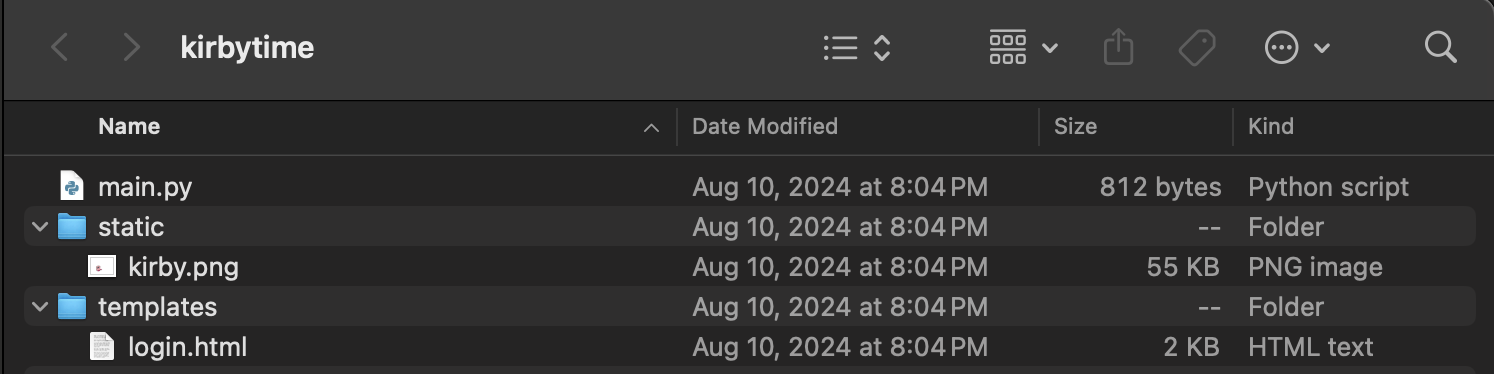 kirbytime
Name Date Modified Size Kind
main.py Aug 10, 2024 at 8:04 PM 812 bytes Python script
static Aug 10, 2024 at 8:04 PM -- Folder
kirby.png Aug 10, 2024 at 8:04 PM 55 KB PNG image
templates Aug 10, 2024 at 8:04 PM -- Folder
login.html Aug 10, 2024 at 8:04 PM 2 KB HTML text